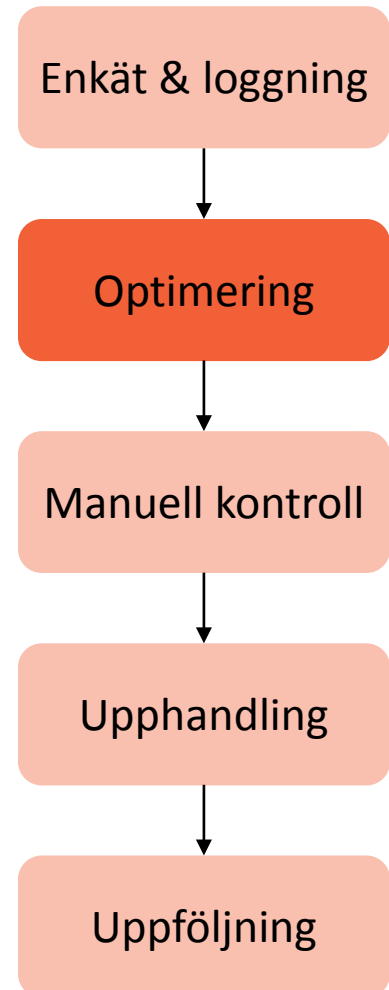 Enkät & loggning
Optimering
Manuell kontroll
Upphandling
Uppföljning